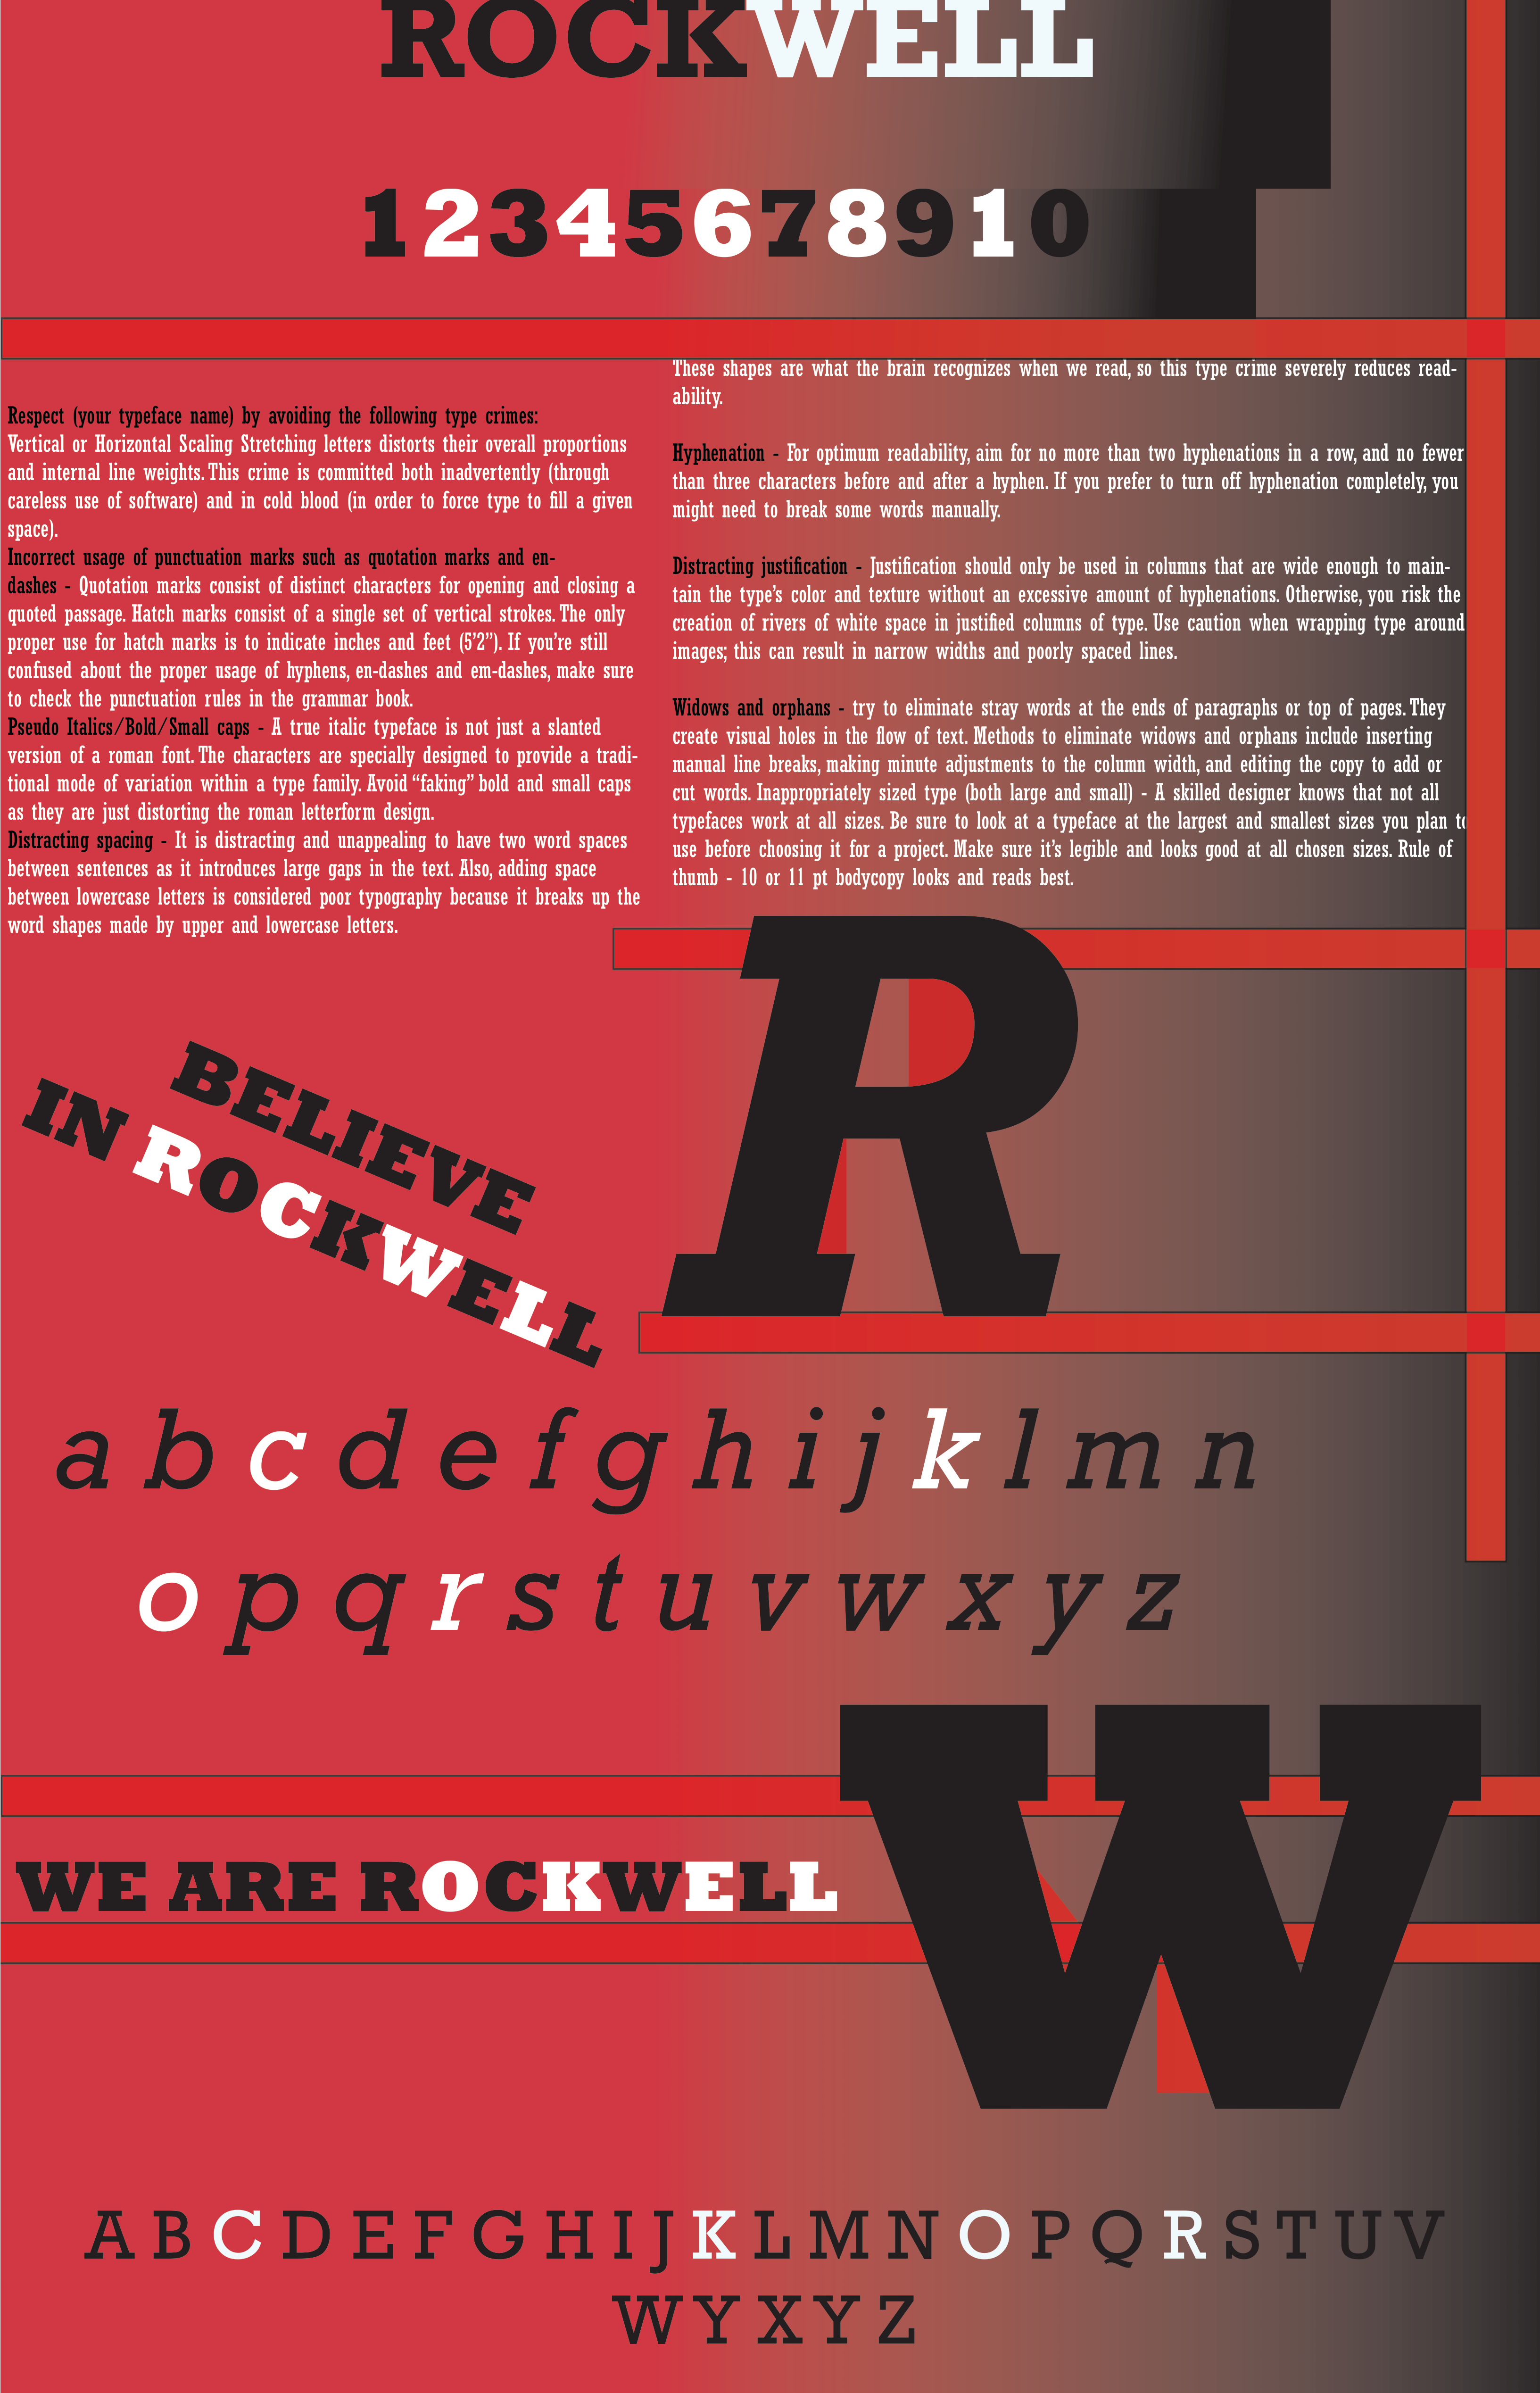 ROCKWELL
12345678910
Respect (your typeface name) by avoiding the following type crimes:
Vertical or Horizontal Scaling Stretching letters distorts their overall proportions
and internal line weights. This crime is committed both inadvertently (through
careless use of software) and in cold blood (in order to force type to fill a given
space).
Incorrect usage of punctuation marks such as quotation marks and en-
dashes - Quotation marks consist of distinct characters for opening and closing a
quoted passage. Hatch marks consist of a single set of vertical strokes. The only
proper use for hatch marks is to indicate inches and feet (5’2”). If you’re still
confused about the proper usage of hyphens, en-dashes and em-dashes, make sure
to check the punctuation rules in the grammar book.
Pseudo Italics/Bold/Small caps - A true italic typeface is not just a slanted
version of a roman font. The characters are specially designed to provide a tradi-
tional mode of variation within a type family. Avoid “faking” bold and small caps
as they are just distorting the roman letterform design.
Distracting spacing - It is distracting and unappealing to have two word spaces
between sentences as it introduces large gaps in the text. Also, adding space
between lowercase letters is considered poor typography because it breaks up the
word shapes made by upper and lowercase letters.
These shapes are what the brain recognizes when we read, so this type crime severely reduces read-
ability.
Hyphenation - For optimum readability, aim for no more than two hyphenations in a row, and no fewer
than three characters before and after a hyphen. If you prefer to turn off hyphenation completely, you
might need to break some words manually.
Distracting justification - Justification should only be used in columns that are wide enough to main-
tain the type’s color and texture without an excessive amount of hyphenations. Otherwise, you risk the
creation of rivers of white space in justified columns of type. Use caution when wrapping type around
images; this can result in narrow widths and poorly spaced lines.
Widows and orphans - try to eliminate stray words at the ends of paragraphs or top of pages. They
create visual holes in the flow of text. Methods to eliminate widows and orphans include inserting
manual line breaks, making minute adjustments to the column width, and editing the copy to add or
cut words. Inappropriately sized type (both large and small) - A skilled designer knows that not all
typefaces work at all sizes. Be sure to look at a typeface at the largest and smallest sizes you plan to
use before choosing it for a project. Make sure it’s legible and looks good at all chosen sizes. Rule of
thumb - 10 or 11 pt bodycopy looks and reads best.
R
BELIEVE
IN ROCKWELL
a b c d e f g h i j k l m n
o p q r s t u v w x y z
W
WE ARE ROCKWELL
A B C D E F G H I J K L M N O P Q R S T U V
W Y X Y Z